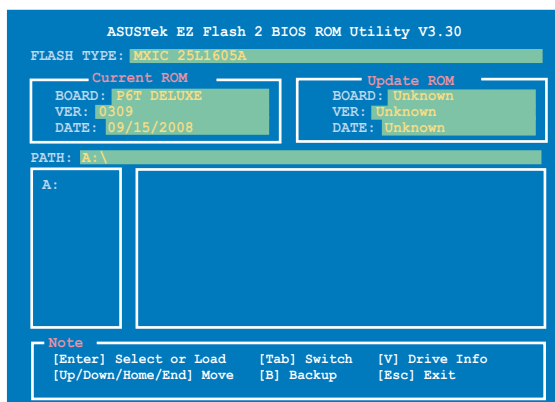 ASUSTek EZ Flash 2 BIOS ROM Utility V3.30
FLASH TYPE: MXIC 25L1605A
Current ROM
BOARD: P6T DELUXE
VER: 0309
DATE: 09/15/2008
Update ROM
BOARD: Unknown
VER: Unknown
DATE: Unknown
PATH: A:\
A:
Note
[Enter] Select or Load [Tab] Switch [V] Drive Info
[Up/Down/Home/End] Move [B] Backup [Esc] Exit